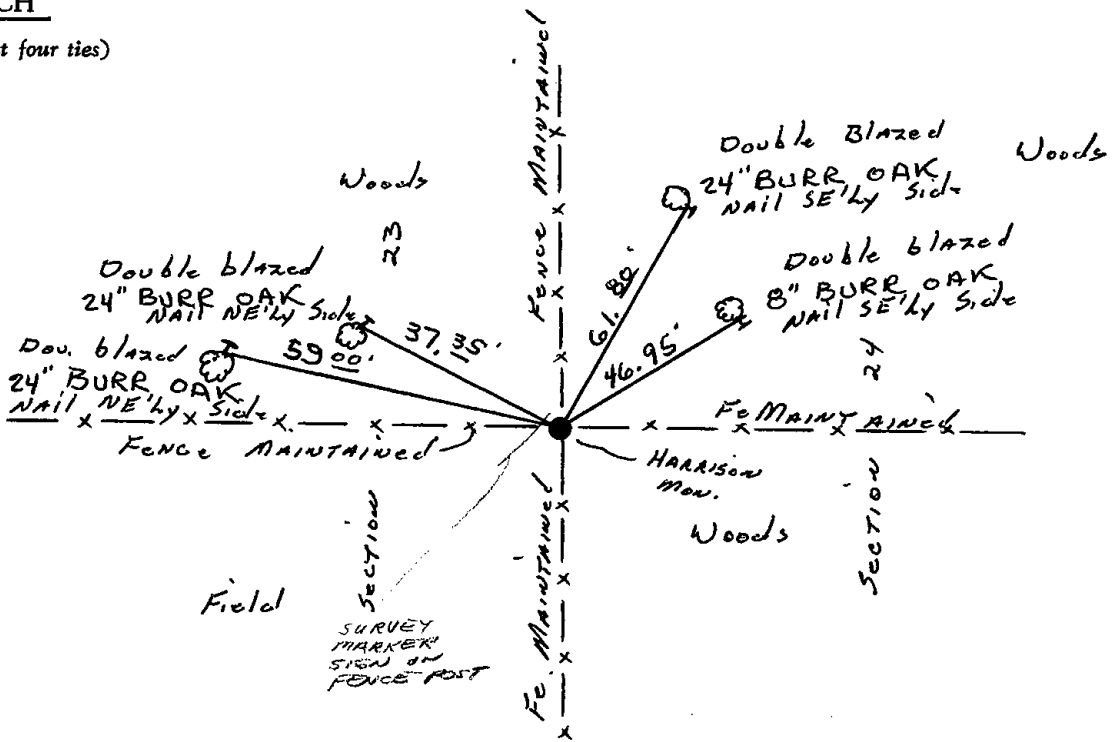 CH
t four ties)
Fence Maintained
Woods
23
Double Blazed
24" BURR OAK
NAIL SE'Ly Side
Woods
Double blazed
24" BURR OAK
NAIL NE'Ly Side
37.35'
61.80'
Double blazed
8" BURR OAK
NAIL SE'Ly Side
46.95'
Dou. blazed
24" BURR OAK
NAIL NE'Ly Side
59.00'
24
Fence Maintained
Fe Maintained
HARRISON
MON.
Woods
Section
Section
Field
SURVEY
MARKER
SIGN ON
FENCE POST
Fe. Maintained